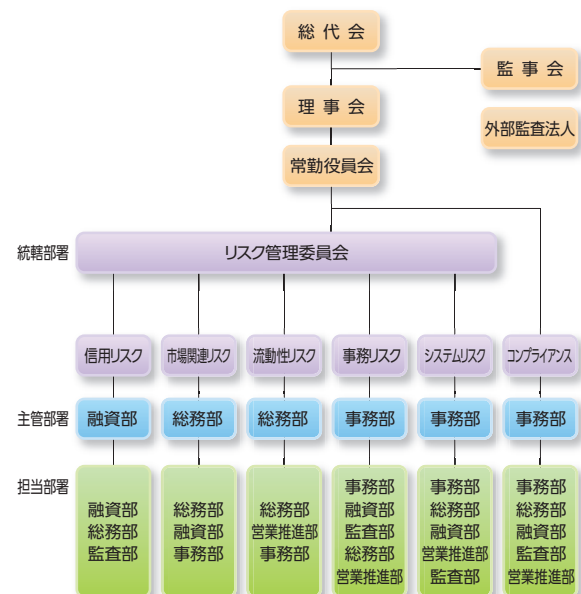 総代会
監事会
理事会
外部監査法人
常勤役員会
統轄部署
リスク管理委員会
信用リスク
市場関連リスク
流動性リスク
事務リスク
システムリスク
コンプライアンス
主管部署
融資部
総務部
総務部
事務部
事務部
事務部
担当部署
融資部
総務部
監査部
総務部
融資部
事務部
総務部
営業推進部
事務部
事務部
融資部
監査部
総務部
営業推進部
事務部
総務部
融資部
営業推進部
監査部
事務部
総務部
融資部
監査部
営業推進部